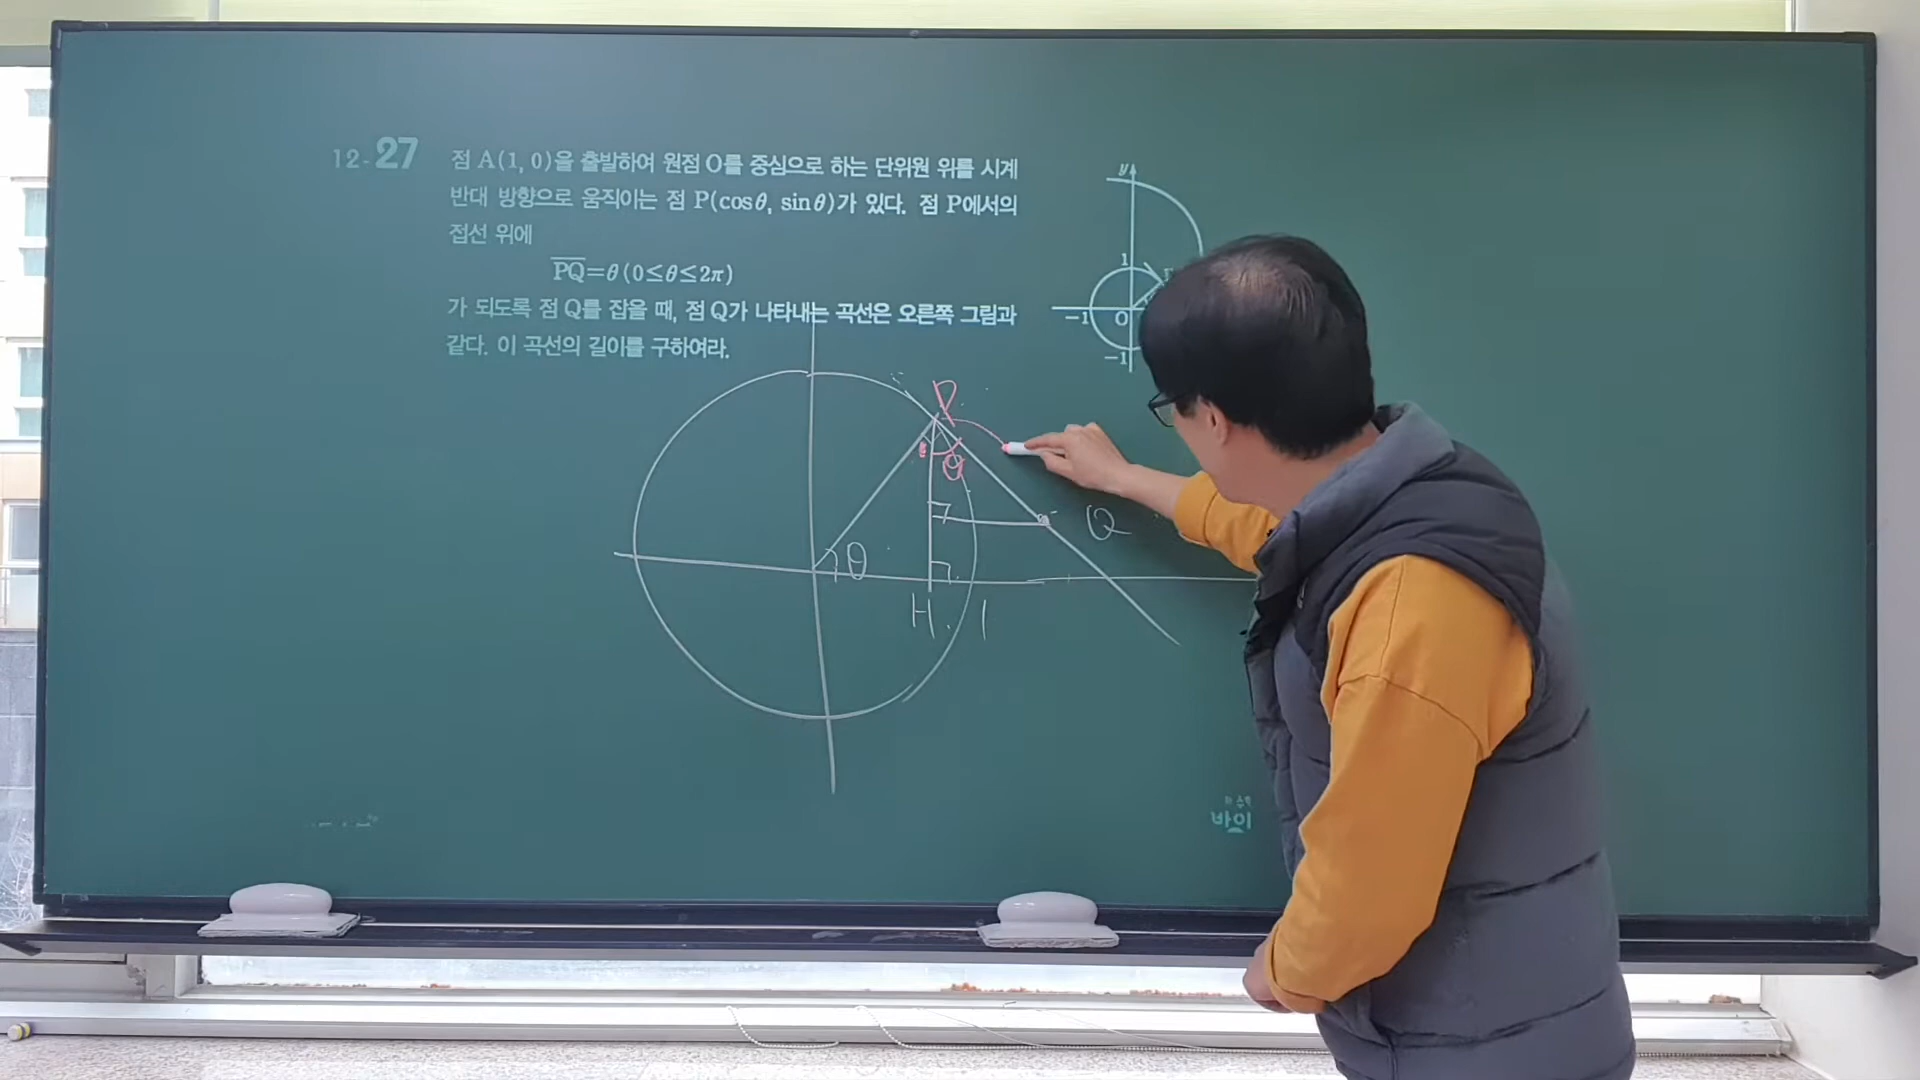 12-27 점 A(1, 0)을 출발하여 원점 O를 중심으로 하는 단위원 위를 시계
반대 방향으로 움직이는 점 P(cosθ, sinθ)가 있다. 점 P에서의
접선 위에
P̅Q̅=θ(0≤θ≤2π)
가 되도록 점 Q를 잡을 때, 점 Q가 나타내는 곡선은 오른쪽 그림과
같다. 이 곡선의 길이를 구하여라.
y
1
-1 O
-1
P
θ
Q
θ
H 1
바이